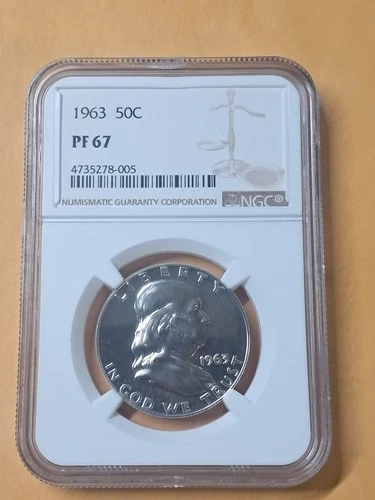 1963 50C
PF 67
4735278-005
NUMISMATIC GUARANTY CORPORATION
NGC®
LIBERTY
1963
IN GOD WE TRUST